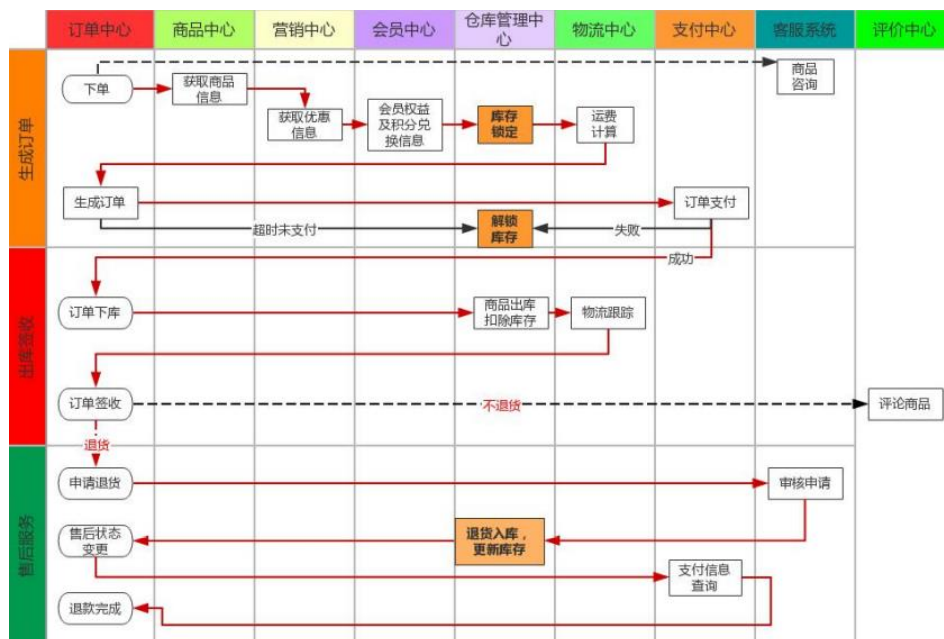 订单中心
商品中心
营销中心
会员中心
仓库管理中
心
物流中心
支付中心
客服系统
评价中心
生成订单
下单
获取商品
信息
获取优惠
信息
会员权益
及积分兑
换信息
库存
锁定
运费
计算
商品
咨询
生成订单
订单支付
超时未支付
解锁
库存
失败
成功
出库签收
订单下库
商品出库
扣除库存
物流跟踪
订单签收
不退货
评论商品
退货
售后服务
申请退货
审核申请
售后状态
变更
退货入库，
更新库存
支付信息
查询
退款完成